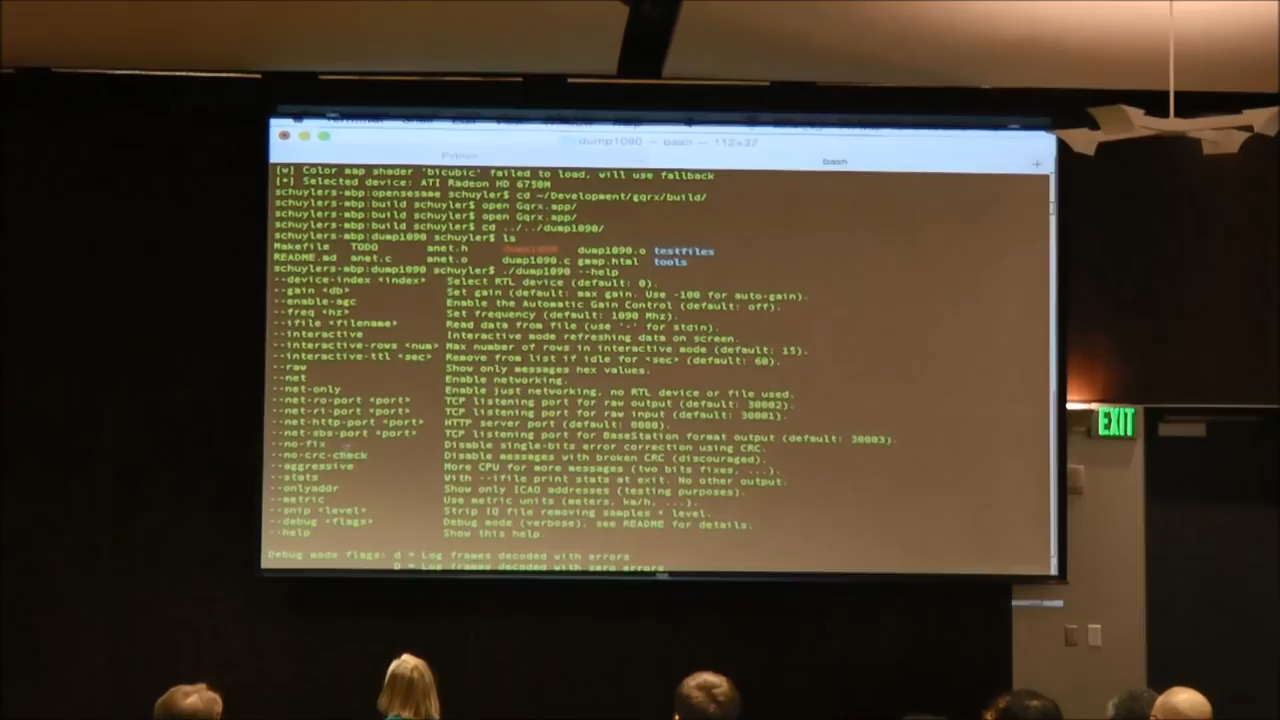 dump1090 — bash — 112×37
Python
bash
[w] Color map shader 'bicubic' failed to load, will use fallback
[*] Selected device: ATI Radeon HD 6750M
schuylers-mbp:opensesame schuyler$ cd ~/Development/gqrx/build/
schuylers-mbp:build schuyler$ open Gqrx.app/
schuylers-mbp:build schuyler$ open Gqrx.app/
schuylers-mbp:build schuyler$ cd ../../dump1090/
schuylers-mbp:dump1090 schuyler$ ls
Makefile TODO anet.h dump1090 dump1090.o testfiles
README.md anet.c anet.o dump1090.c gmap.html tools
schuylers-mbp:dump1090 schuyler$ ./dump1090 --help
--device-index <index> Select RTL device (default: 0).
--gain <db> Set gain (default: max gain. Use -100 for auto-gain).
--enable-agc Enable the Automatic Gain Control (default: off).
--freq <hz> Set frequency (default: 1090 Mhz).
--ifile <filename> Read data from file (use '-' for stdin).
--interactive Interactive mode refreshing data on screen.
--interactive-rows <num> Max number of rows in interactive mode (default: 15).
--interactive-ttl <sec> Remove from list if idle for <sec> (default: 60).
--raw Show only messages hex values.
--net Enable networking.
--net-only Enable just networking, no RTL device or file used.
--net-ro-port <port> TCP listening port for raw output (default: 30002).
--net-ri-port <port> TCP listening port for raw input (default: 30001).
--net-http-port <port> HTTP server port (default: 8080).
--net-sbs-port <port> TCP listening port for BaseStation format output (default: 30003).
--no-fix Disable single-bits error correction using CRC.
--no-crc-check Disable messages with broken CRC (discouraged).
--aggressive More CPU for more messages (two bits fixes, ...).
--stats With --ifile print stats at exit. No other output.
--onlyaddr Show only ICAO addresses (testing purposes).
--metric Use metric units (meters, km/h, ...).
--snip <level> Strip IQ file removing samples < level.
--debug <flags> Debug mode (verbose), see README for details.
--help Show this help.
Debug mode flags: d = Log frames decoded with errors
D = Log frames decoded with zero errors
EXIT